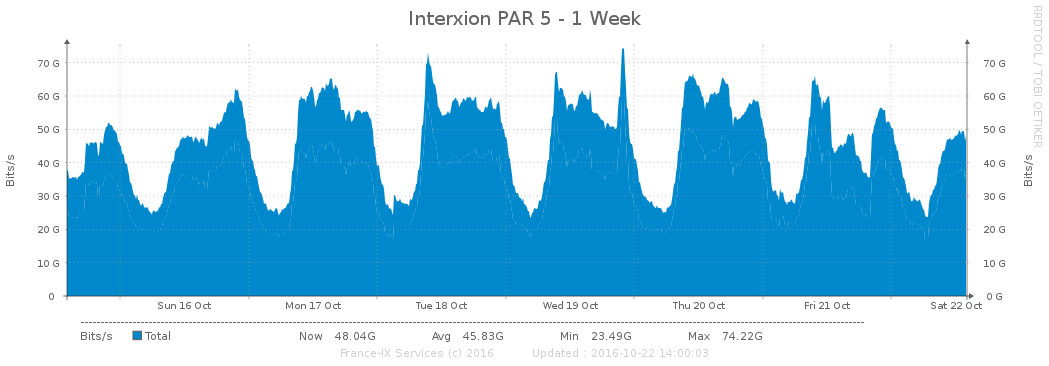 Interxion PAR 5 - 1 Week
RRDTOOL / TOBI OETIKER
Bits/s
70 G 70 G
60 G 60 G
50 G 50 G
40 G 40 G
30 G 30 G
20 G 20 G
10 G 10 G
0 0 G
Bits/s
Sun 16 Oct Mon 17 Oct Tue 18 Oct Wed 19 Oct Thu 20 Oct Fri 21 Oct Sat 22 Oct
Bits/s Total Now 48.04G Avg 45.83G Min 23.49G Max 74.22G
France-IX Services (c) 2016 Updated : 2016-10-22 14:00:03